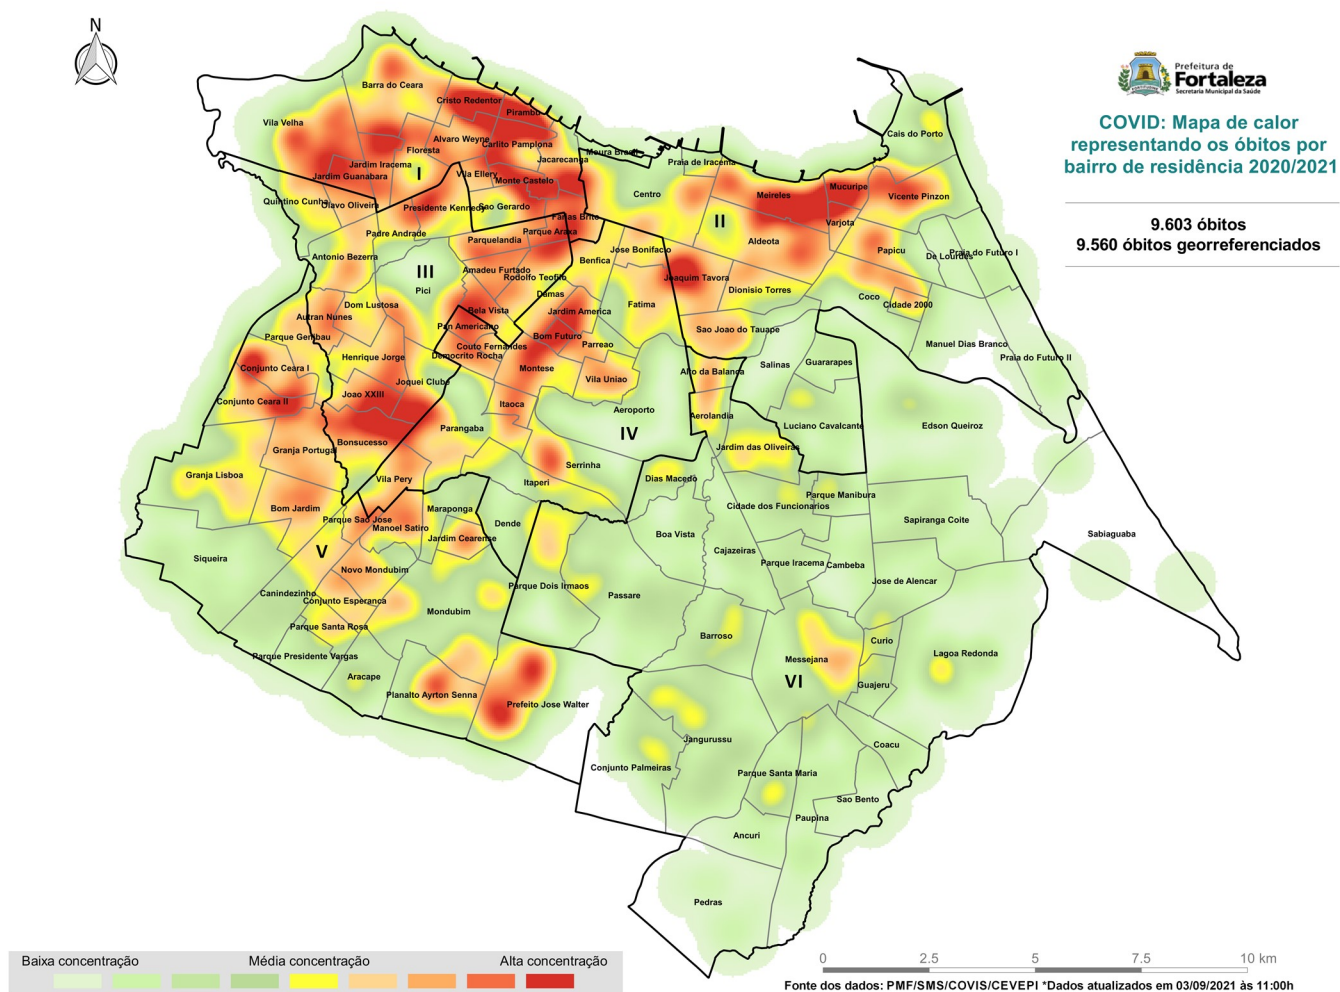 N
Prefeitura de
Fortaleza
Secretaria Municipal da Saúde
COVID: Mapa de calor
representando os óbitos por
bairro de residência 2020/2021
9.603 óbitos
9.560 óbitos georreferenciados
Barra do Ceara
Cristo Redentor
Pirambu
Vila Velha
Cais do Porto
Alvaro Weyne
Carlito Pamplona
Floresta
Moura Brasil
Jacarecanga
Praia de Iracema
Jardim Iracema
Jardim Guanabara
I
Vila Ellery
Monte Castelo
Centro
Meireles
Mucuripe
Vicente Pinzon
Quintino Cunha
Olavo Oliveira
Presidente Kennedy
Sao Gerardo
Farias Brito
II
Varjota
Padre Andrade
Parquelandia
Parque Araxa
Aldeota
Jose Bonifacio
Papicu
De Lourdes
Praia do Futuro I
Antonio Bezerra
Benfica
III
Amadeu Furtado
Rodolfo Teofilo
Joaquim Tavora
Pici
Damas
Dionisio Torres
Coco
Cidade 2000
Dom Lustosa
Bela Vista
Jardim America
Fatima
Autran Nunes
Pan Americano
Sao Joao do Tauape
Parque Genibau
Bom Futuro
Parreao
Couto Fernandes
Manuel Dias Branco
Henrique Jorge
Democrito Rocha
Praia do Futuro II
Conjunto Ceara I
Montese
Alto da Balança
Salinas
Guararapes
Joquei Clube
Vila Uniao
Joao XXIII
Conjunto Ceara II
Itaoca
Aeroporto
Aerolandia
Parangaba
IV
Luciano Cavalcante
Edson Queiroz
Bonsucesso
Granja Portugal
Jardim das Oliveiras
Granja Lisboa
Vila Pery
Serrinha
Itaperi
Dias Macedo
Parque Manibura
Bom Jardim
Maraponga
Cidade dos Funcionarios
Parque Sao Jose
Manoel Satiro
Dende
Sapiranga Coite
Jardim Cearense
Boa Vista
Sabiaguaba
V
Cajazeiras
Siqueira
Parque Iracema
Cambeba
Novo Mondubim
Jose de Alencar
Parque Dois Irmaos
Canindezinho
Passare
Conjunto Esperança
Mondubim
Parque Santa Rosa
Barroso
Curio
Parque Presidente Vargas
Messejana
Lagoa Redonda
Aracape
VI
Guajeru
Planalto Ayrton Senna
Prefeito Jose Walter
Jangurussu
Coacu
Conjunto Palmeiras
Parque Santa Maria
Sao Bento
Paupina
Ancuri
Pedras
Baixa concentração
Média concentração
Alta concentração
0
2.5
5
7.5
10 km
Fonte dos dados: PMF/SMS/COVIS/CEVEPI *Dados atualizados em 03/09/2021 às 11:00h